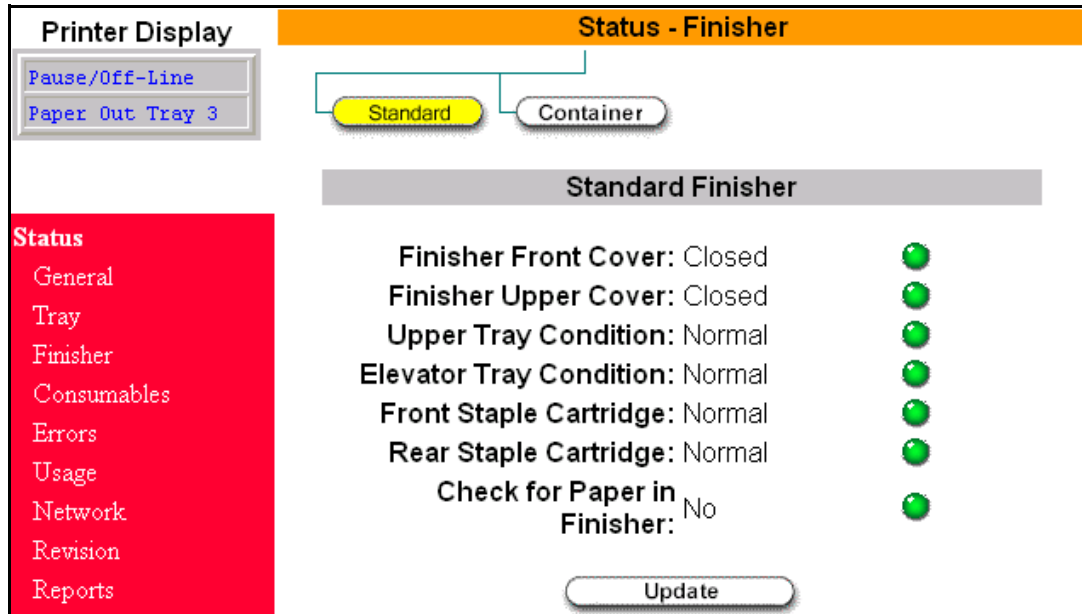 Printer Display
Pause/Off-Line
Paper Out Tray 3
Status
General
Tray
Finisher
Consumables
Errors
Usage
Network
Revision
Reports
Status - Finisher
Standard
Container
Standard Finisher
Finisher Front Cover: Closed
Finisher Upper Cover: Closed
Upper Tray Condition: Normal
Elevator Tray Condition: Normal
Front Staple Cartridge: Normal
Rear Staple Cartridge: Normal
Check for Paper in
Finisher: No
Update